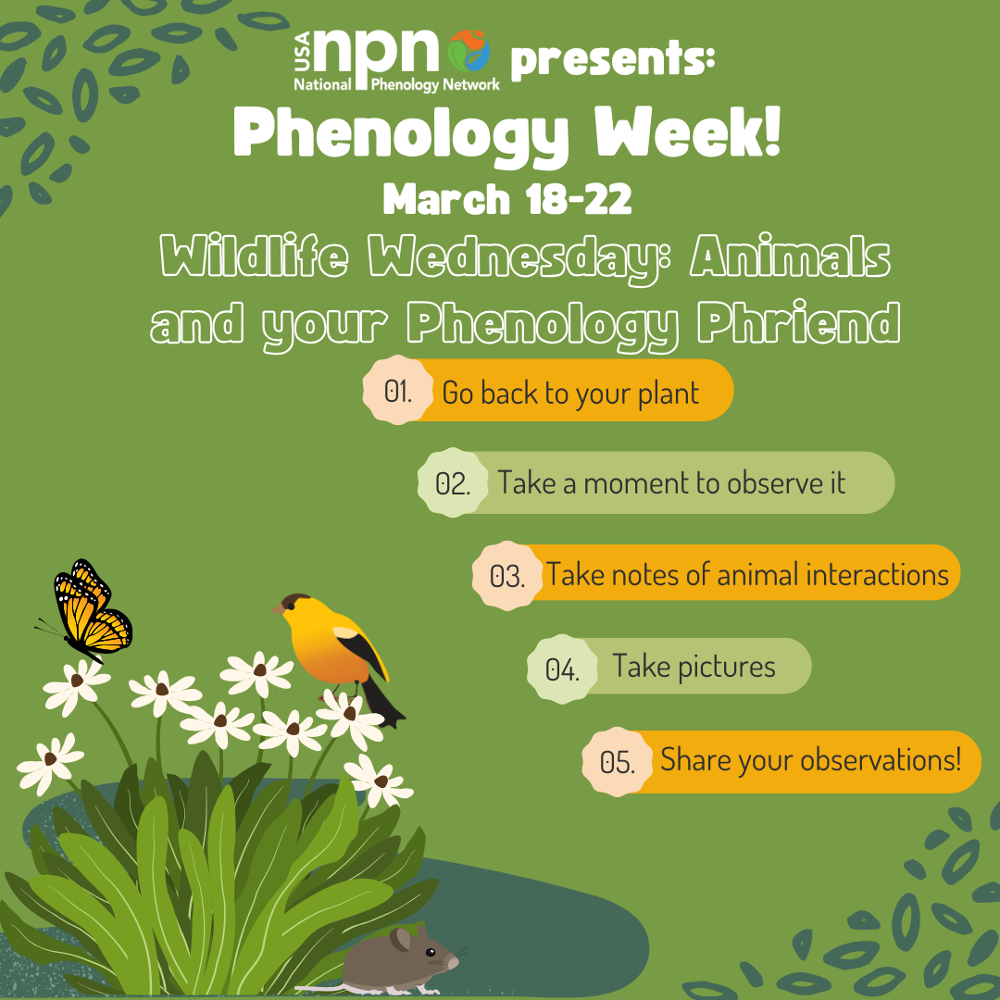 USA npn presents:
National Phenology Network
Phenology Week!
March 18-22
Wildlife Wednesday: Animals
and your Phenology Phriend
01. Go back to your plant
02. Take a moment to observe it
03. Take notes of animal interactions
04. Take pictures
05. Share your observations!